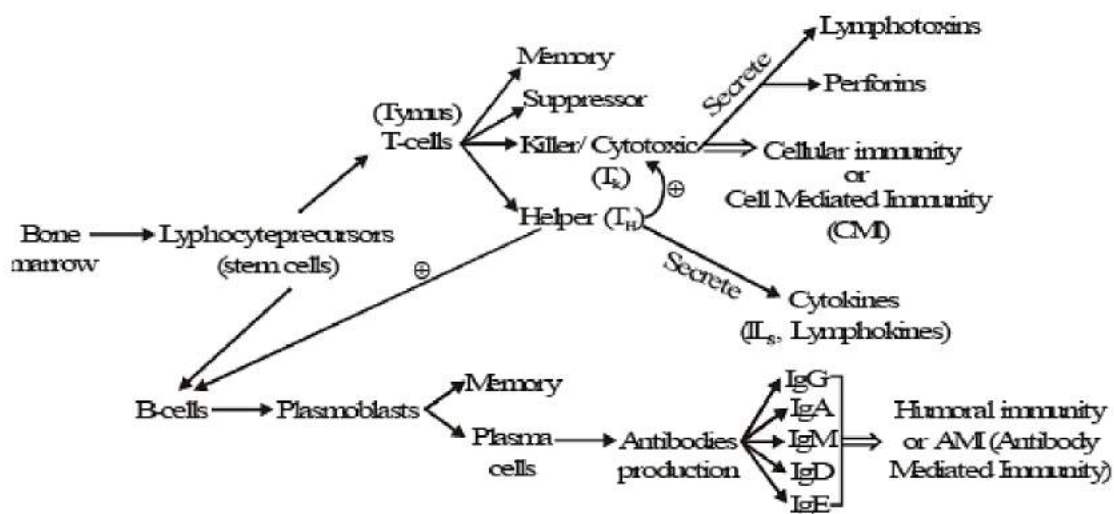 Lymphotoxins
Secrete
Perforins
Memory
Suppressor
(Tymus)
T-cells
Killer/ Cytotoxic
(Tk)
⊕
Cellular immunity
or
Cell Mediated Immunity
(CMI)
Helper (TH)
Bone
marrow
Lyphocyteprecursors
(stem cells)
⊕
Secrete
Cytokines
(ILs, Lymphokines)
B-cells
Plasmoblasts
Memory
Plasma
cells
Antibodies
production
IgG
IgA
IgM
IgD
IgE
Humoral immunity
or AMI (Antibody
Mediated Immunity)